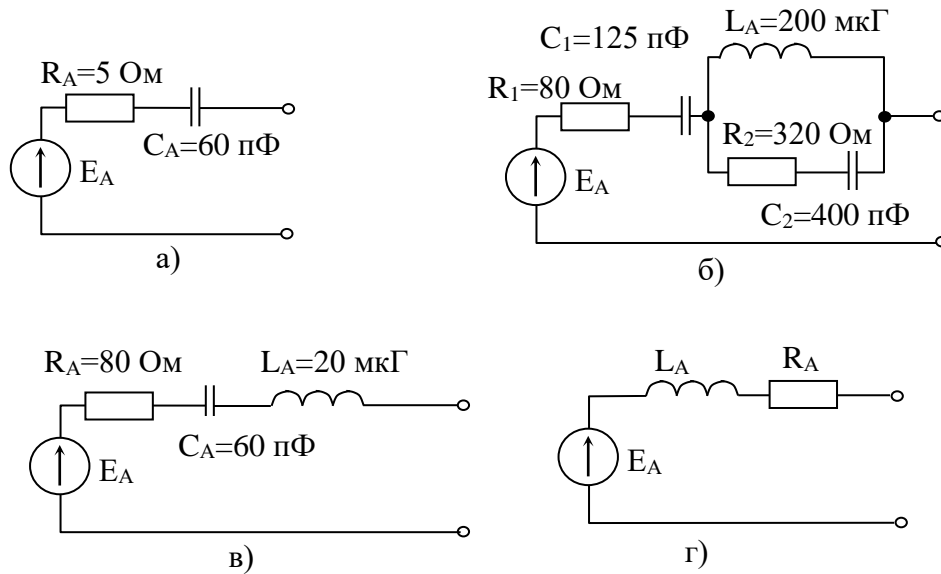 R_A=5 Ом
C_A=60 пФ
E_A
а)
L_A=200 мкГ
C_1=125 пФ
R_1=80 Ом
R_2=320 Ом
E_A
C_2=400 пФ
б)
R_A=80 Ом
L_A=20 мкГ
C_A=60 пФ
E_A
в)
L_A
R_A
E_A
г)